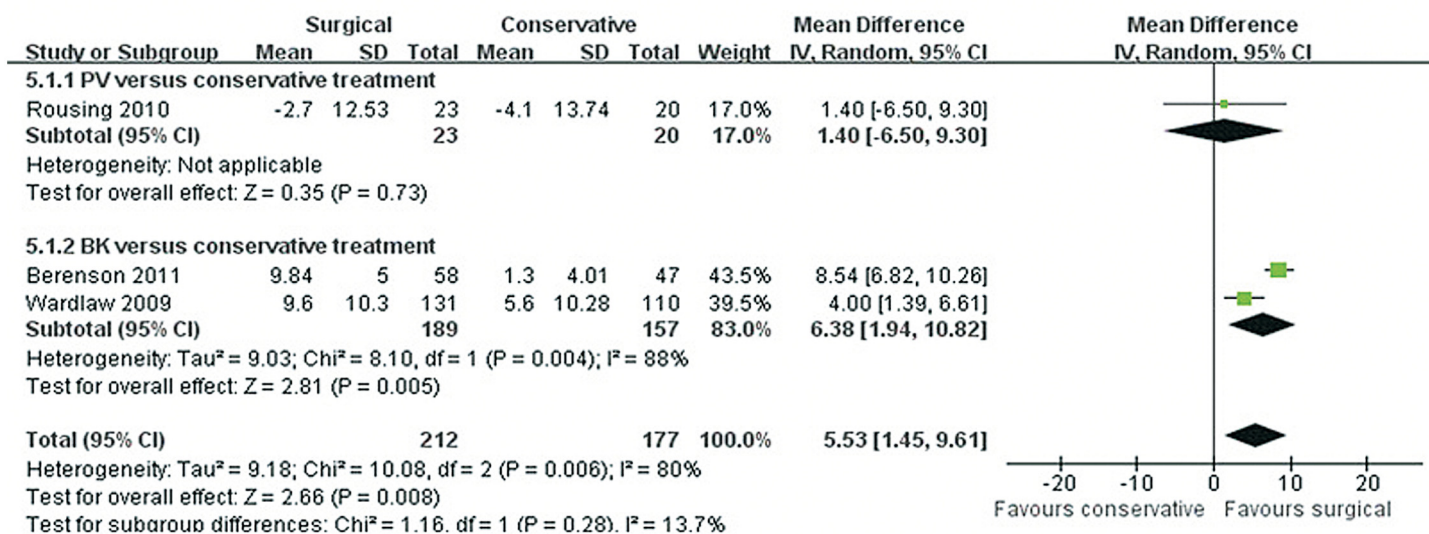 Surgical Conservative Mean Difference Mean Difference
Study or Subgroup Mean SD Total Mean SD Total Weight IV, Random, 95% CI IV, Random, 95% CI
5.1.1 PV versus conservative treatment
Rousing 2010 -2.7 12.53 23 -4.1 13.74 20 17.0% 1.40 [-6.50, 9.30]
Subtotal (95% CI) 23 20 17.0% 1.40 [-6.50, 9.30]
Heterogeneity: Not applicable
Test for overall effect: Z = 0.35 (P = 0.73)
5.1.2 BK versus conservative treatment
Berenson 2011 9.84 5 58 1.3 4.01 47 43.5% 8.54 [6.82, 10.26]
Wardlaw 2009 9.6 10.3 131 5.6 10.28 110 39.5% 4.00 [1.39, 6.61]
Subtotal (95% CI) 189 157 83.0% 6.38 [1.94, 10.82]
Heterogeneity: Tau² = 9.03; Chi² = 8.10, df = 1 (P = 0.004); I² = 88%
Test for overall effect: Z = 2.81 (P = 0.005)
Total (95% CI) 212 177 100.0% 5.53 [1.45, 9.61]
Heterogeneity: Tau² = 9.18; Chi² = 10.08, df = 2 (P = 0.006); I² = 80%
Test for overall effect: Z = 2.66 (P = 0.008)
Test for subgroup differences: Chi² = 1.16, df = 1 (P = 0.28), I² = 13.7%
-20 -10 0 10 20
Favours conservative Favours surgical